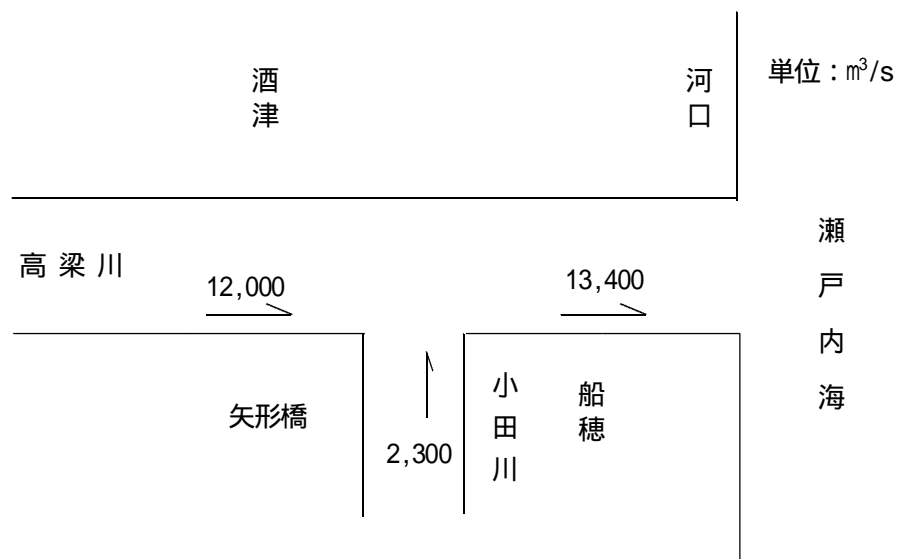 酒津
河口
単位：㎥/s
高梁川
12,000
13,400
瀬戸内海
矢形橋
2,300
小田川
船穂